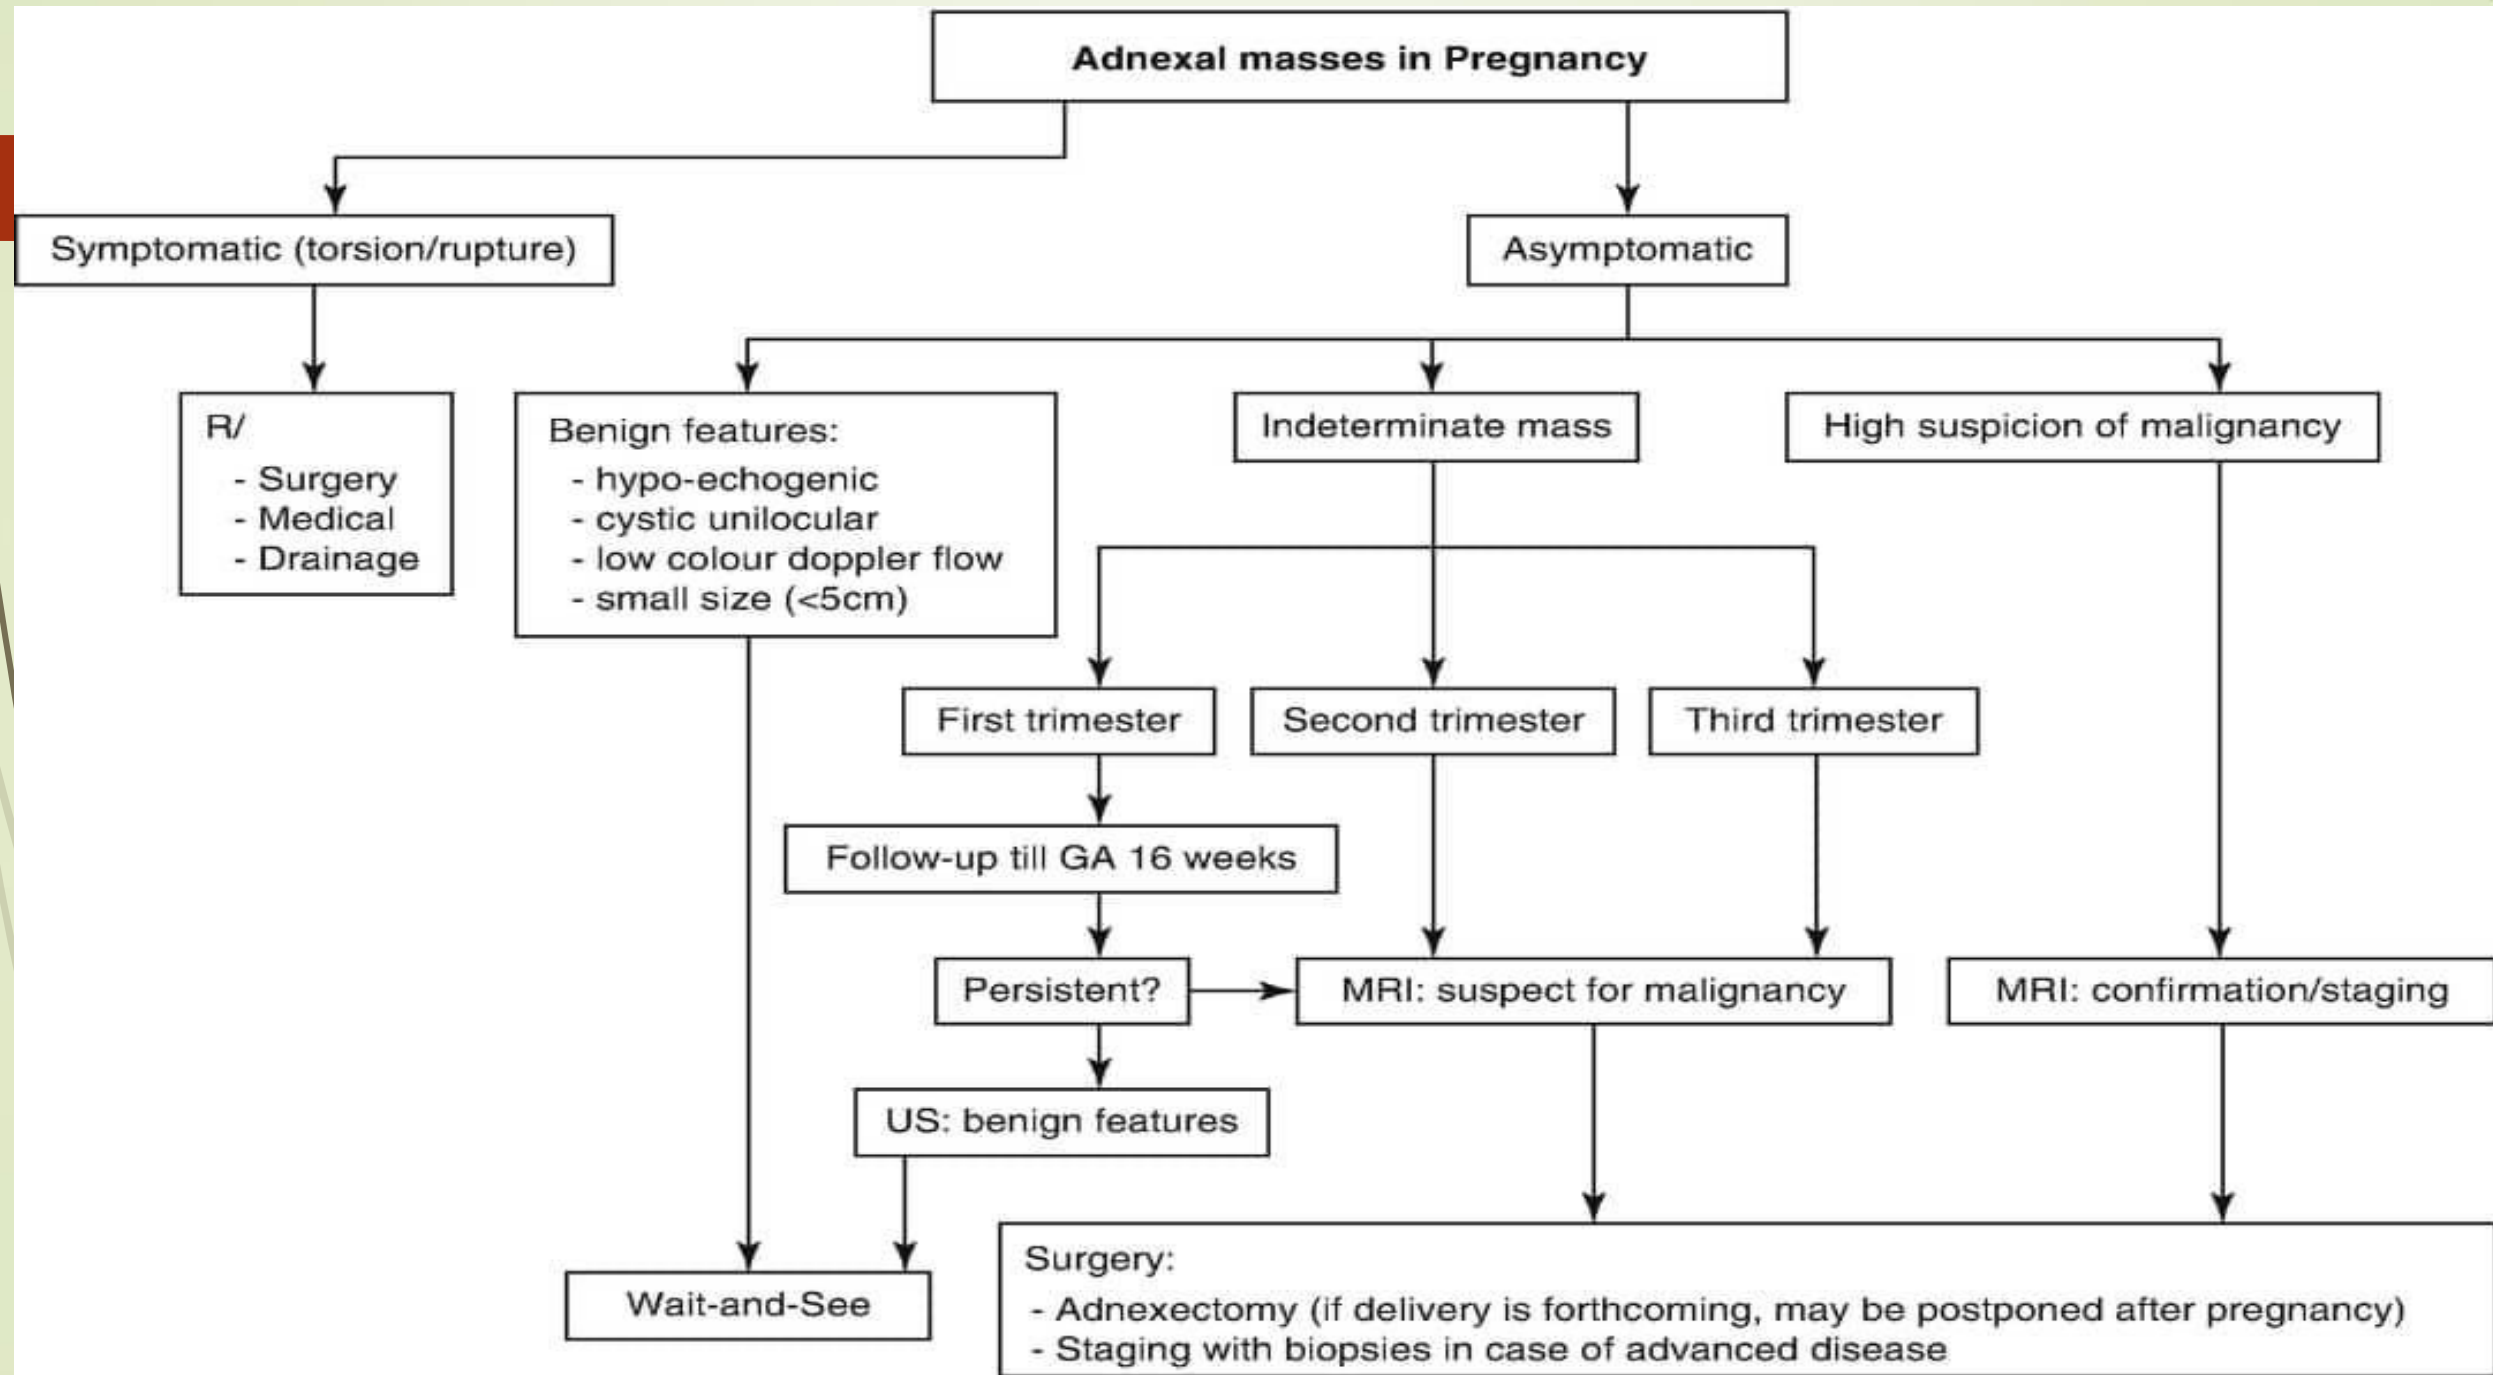 Adnexal masses in Pregnancy
Symptomatic (torsion/rupture)
Asymptomatic
R/
- Surgery
- Medical
- Drainage
Benign features:
- hypo-echogenic
- cystic unilocular
- low colour doppler flow
- small size (<5cm)
Indeterminate mass
High suspicion of malignancy
First trimester
Second trimester
Third trimester
Follow-up till GA 16 weeks
Persistent?
MRI: suspect for malignancy
MRI: confirmation/staging
US: benign features
Wait-and-See
Surgery:
- Adnexectomy (if delivery is forthcoming, may be postponed after pregnancy)
- Staging with biopsies in case of advanced disease